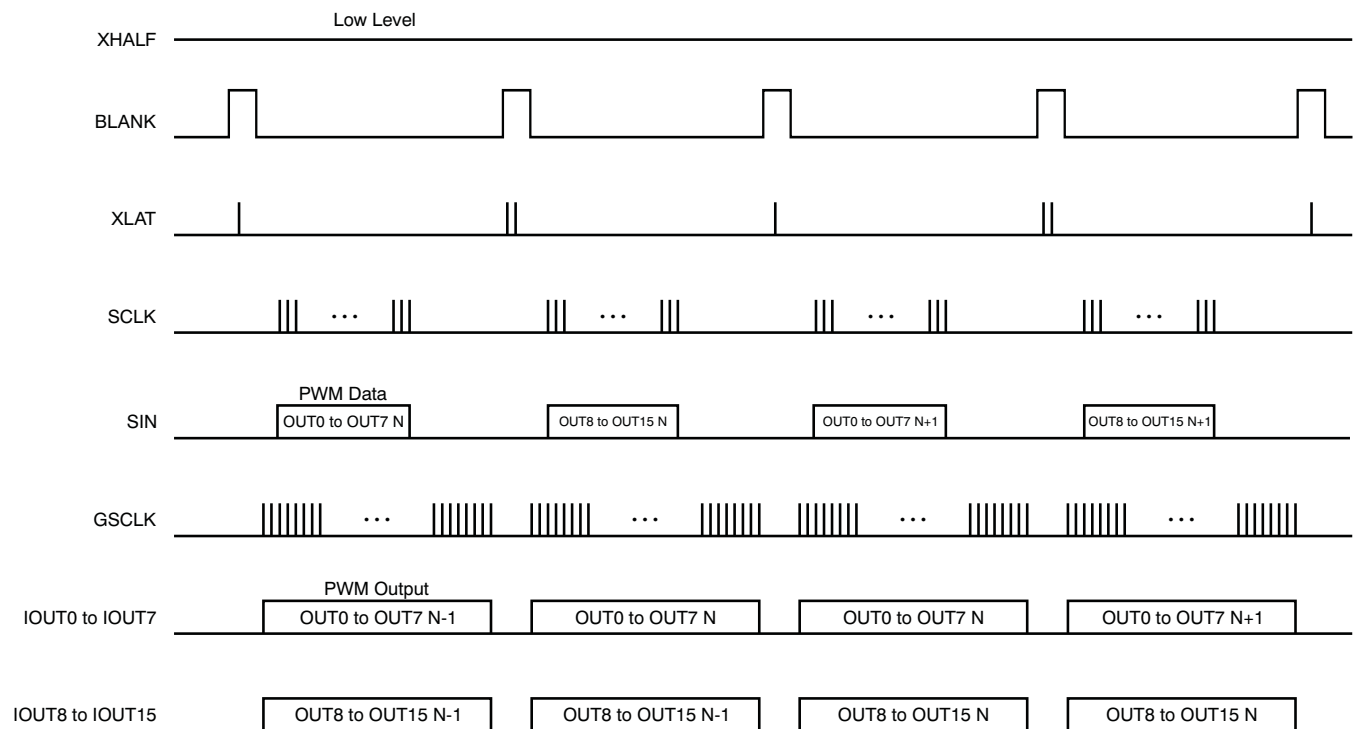 Low Level
XHALF
BLANK
XLAT
SCLK
...
...
...
...
PWM Data
SIN
OUT0 to OUT7 N
OUT8 to OUT15 N
OUT0 to OUT7 N+1
OUT8 to OUT15 N+1
GSCLK
...
...
...
...
PWM Output
IOUT0 to IOUT7
OUT0 to OUT7 N-1
OUT0 to OUT7 N
OUT0 to OUT7 N
OUT0 to OUT7 N+1
IOUT8 to IOUT15
OUT8 to OUT15 N-1
OUT8 to OUT15 N-1
OUT8 to OUT15 N
OUT8 to OUT15 N